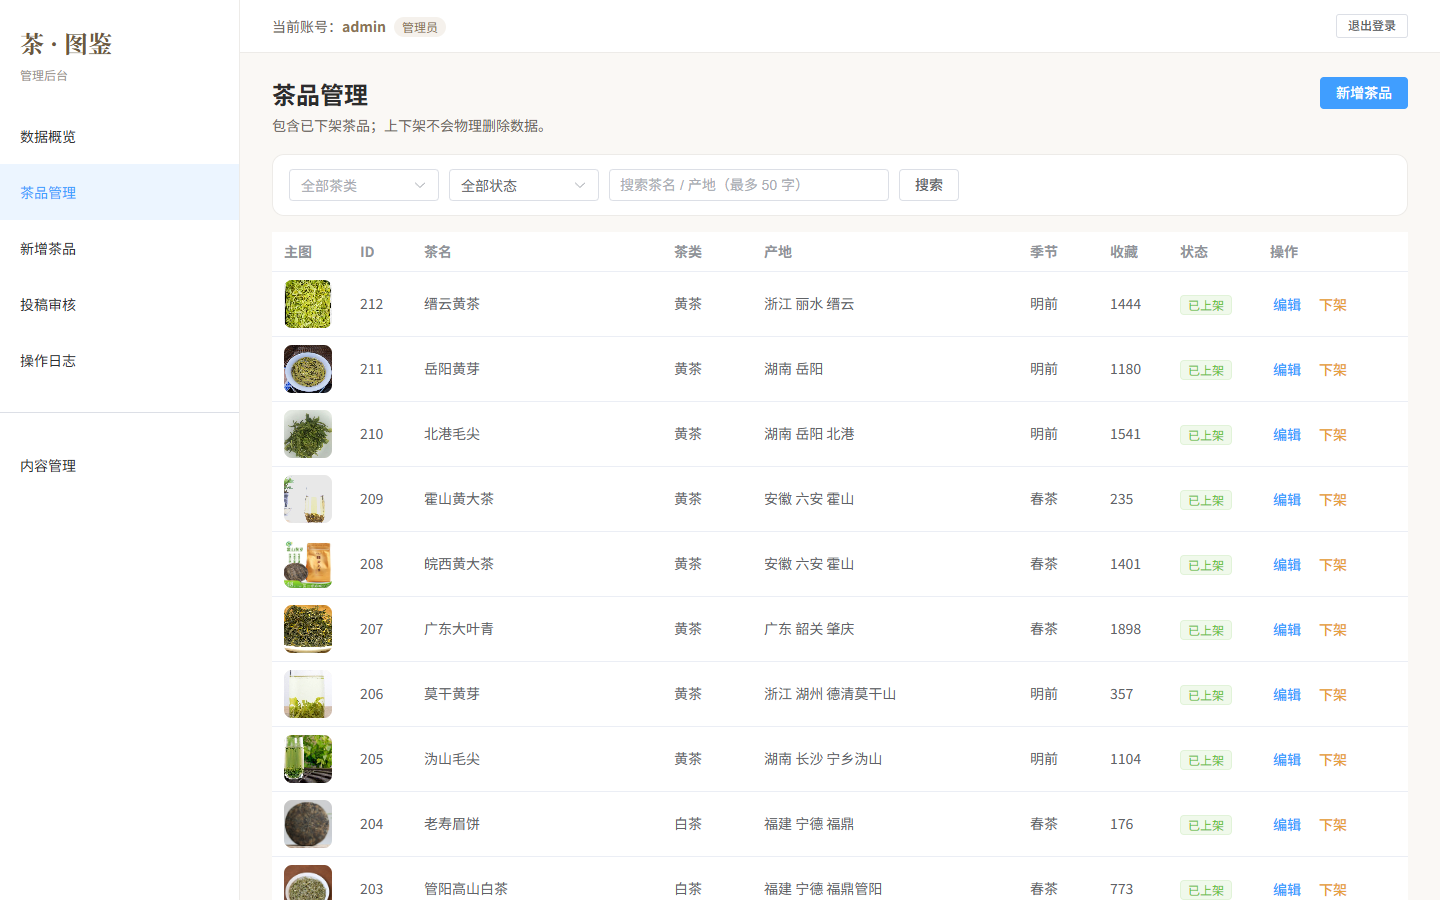 茶 · 图鉴
管理后台
数据概览
茶品管理
新增茶品
投稿审核
操作日志
内容管理
当前账号：admin 管理员
退出登录
茶品管理
新增茶品
包含已下架茶品；上下架不会物理删除数据。
全部茶类 全部状态 搜索茶名 / 产地（最多 50 字） 搜索
主图 ID 茶名 茶类 产地 季节 收藏 状态 操作
212 缙云黄茶 黄茶 浙江 丽水 缙云 明前 1444 已上架 编辑 下架
211 岳阳黄芽 黄茶 湖南 岳阳 明前 1180 已上架 编辑 下架
210 北港毛尖 黄茶 湖南 岳阳 北港 明前 1541 已上架 编辑 下架
209 霍山黄大茶 黄茶 安徽 六安 霍山 春茶 235 已上架 编辑 下架
208 皖西黄大茶 黄茶 安徽 六安 霍山 春茶 1401 已上架 编辑 下架
207 广东大叶青 黄茶 广东 韶关 肇庆 春茶 1898 已上架 编辑 下架
206 莫干黄芽 黄茶 浙江 湖州 德清莫干山 明前 357 已上架 编辑 下架
205 沩山毛尖 黄茶 湖南 长沙 宁乡沩山 明前 1104 已上架 编辑 下架
204 老寿眉饼 白茶 福建 宁德 福鼎 春茶 176 已上架 编辑 下架
203 管阳高山白茶 白茶 福建 宁德 福鼎管阳 春茶 773 已上架 编辑 下架